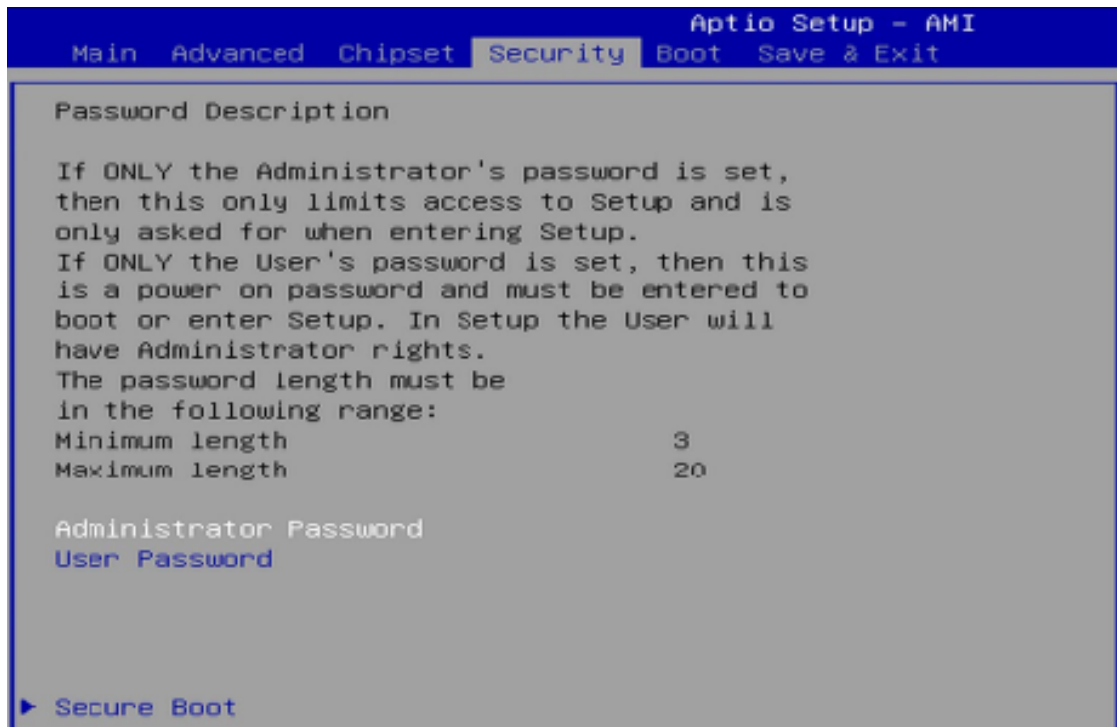 Aptio Setup - AMI
Main Advanced Chipset Security Boot Save & Exit
Password Description
If ONLY the Administrator's password is set,
then this only limits access to Setup and is
only asked for when entering Setup.
If ONLY the User's password is set, then this
is a power on password and must be entered to
boot or enter Setup. In Setup the User will
have Administrator rights.
The password length must be
in the following range:
Minimum length 3
Maximum length 20
Administrator Password
User Password
Secure Boot